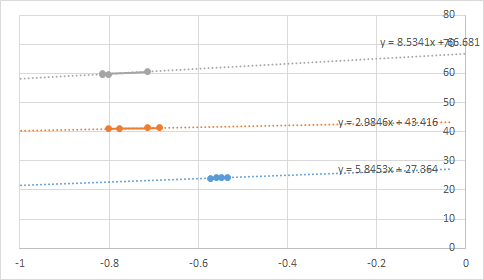 80
y = 8.5341x + 66.681
70
60
50
y = 2.9846x + 43.416
40
30
y = 5.8453x + 27.364
20
10
0
-1 -0.8 -0.6 -0.4 -0.2 0